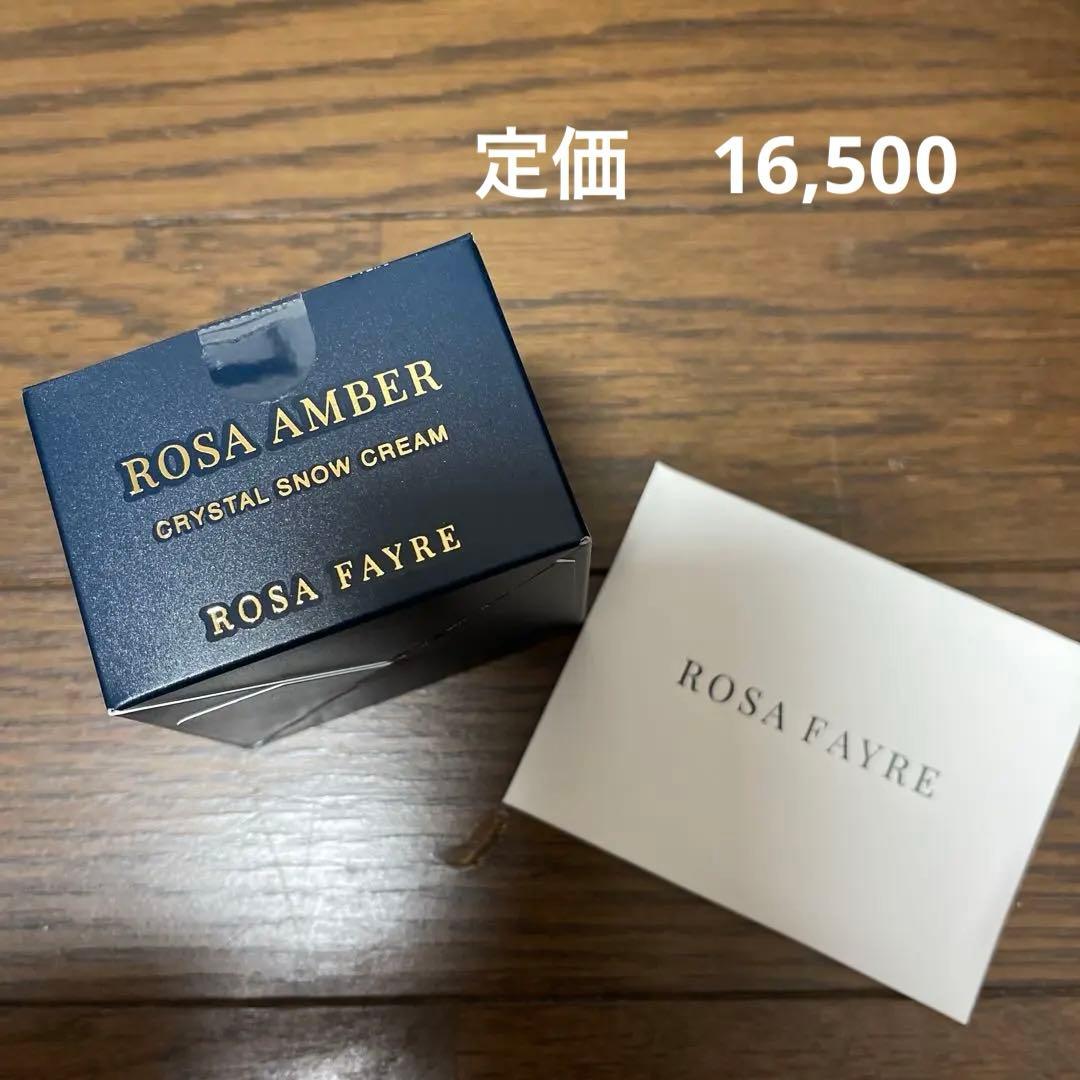 定価　16,500
ROSA AMBER
CRYSTAL SNOW CREAM
ROSA FAYRE
ROSA FAYRE